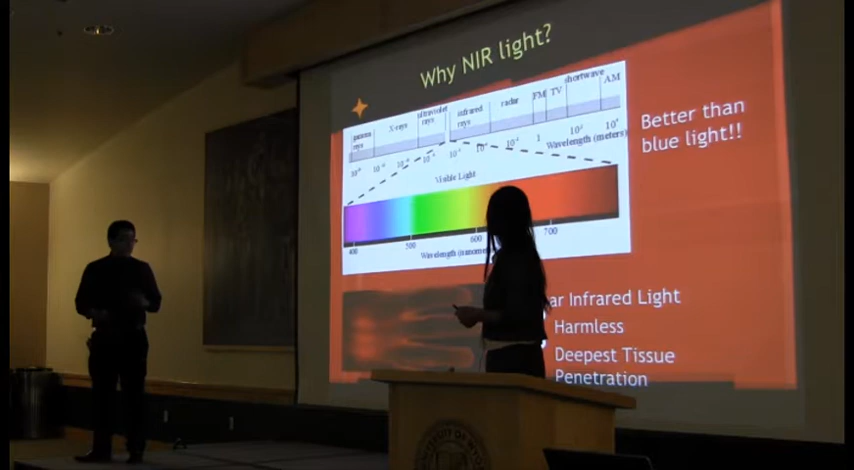 Why NIR light?
gamma rays
X-rays
ultraviolet rays
infrared rays
radar
FM
TV
shortwave
AM
Wavelength (meters)
Visible Light
400 500 600 700
Better than
blue light!!
ar Infrared Light
Harmless
Deepest Tissue
Penetration